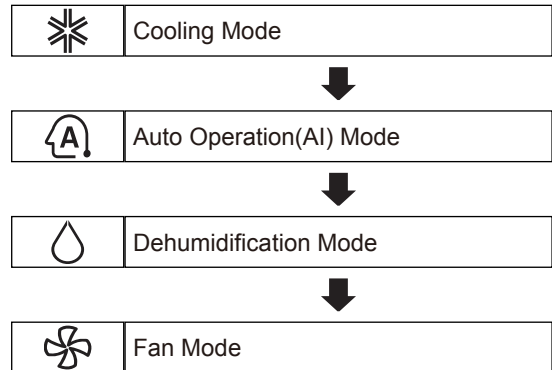 Cooling Mode
A
Auto Operation(AI) Mode
Dehumidification Mode
Fan Mode